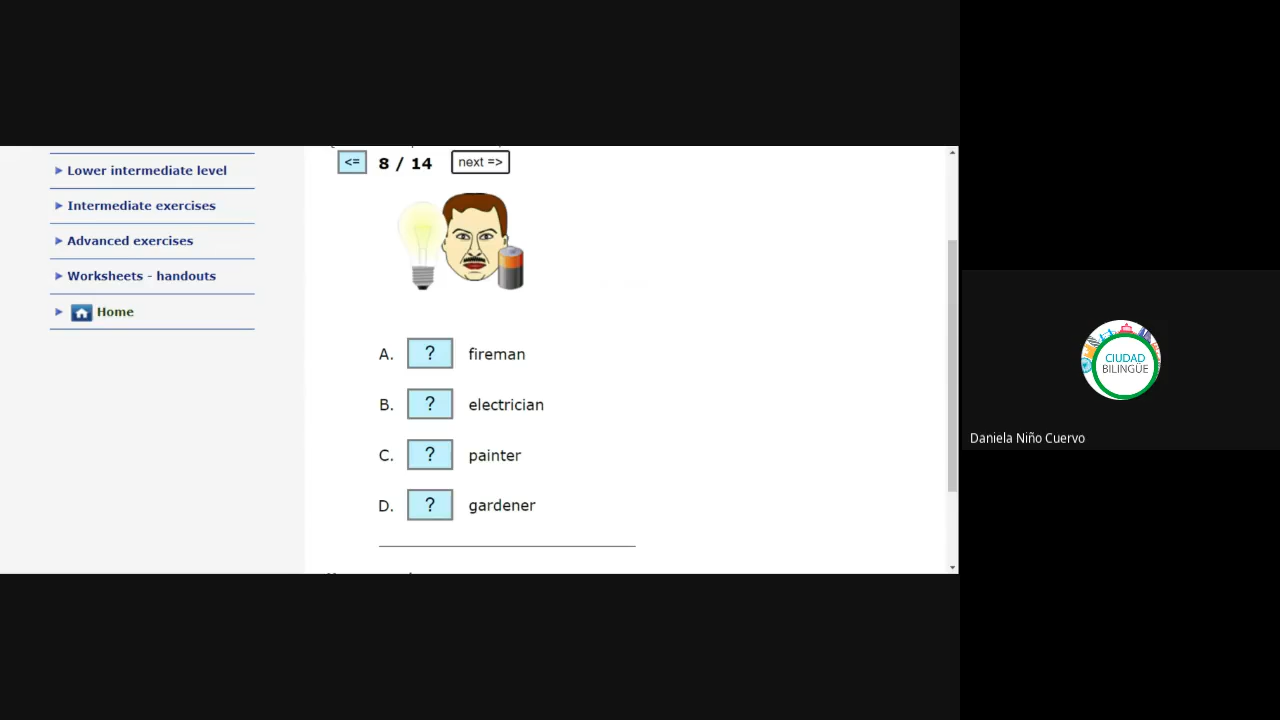 <= 8 / 14 next =>
Lower intermediate level
Intermediate exercises
Advanced exercises
Worksheets - handouts
Home
A. ? fireman
B. ? electrician
C. ? painter
D. ? gardener
CIUDAD
BILINGÜE
Daniela Niño Cuervo